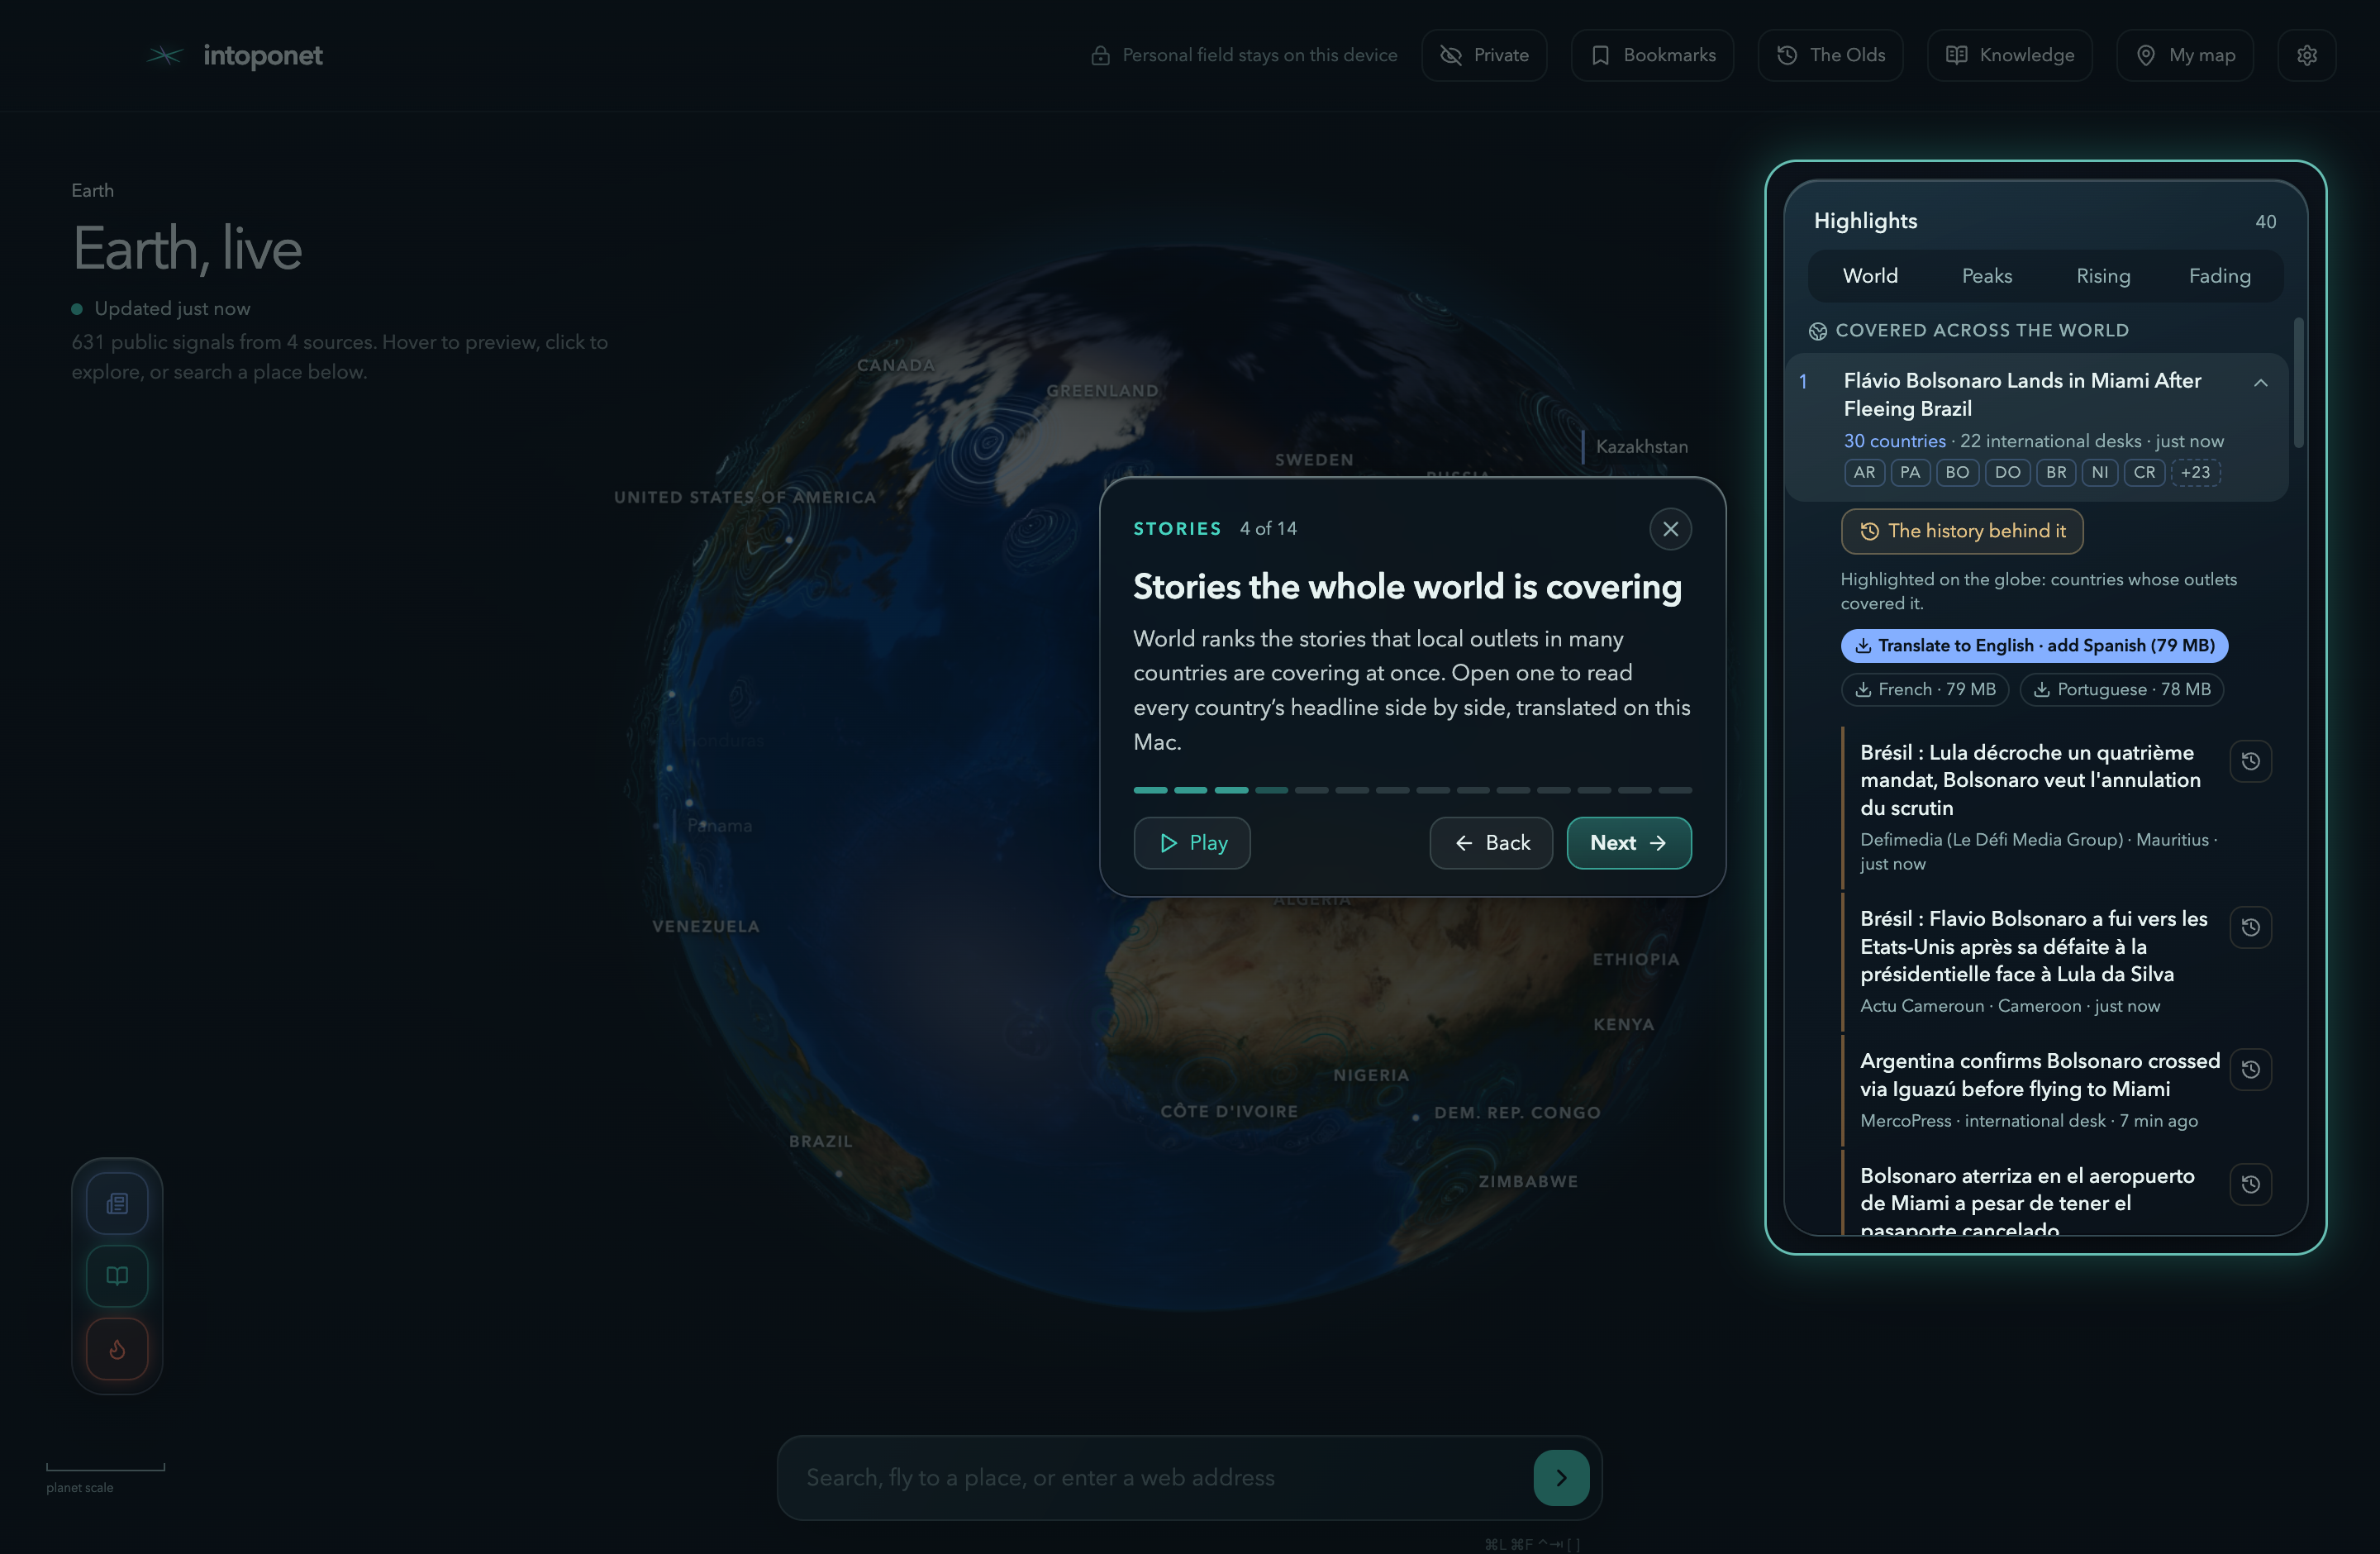 intoponet
Personal field stays on this device
Private
Bookmarks
The Olds
Knowledge
My map
Earth
Earth, live
Updated just now
631 public signals from 4 sources. Hover to preview, click to
explore, or search a place below.
CANADA
GREENLAND
SWEDEN
Kazakhstan
UNITED STATES OF AMERICA
Honduras
Panama
VENEZUELA
ALGERIA
ETHIOPIA
KENYA
NIGERIA
CÔTE D'IVOIRE
DEM. REP. CONGO
BRAZIL
ZIMBABWE
STORIES 4 of 14
Stories the whole world is covering
World ranks the stories that local outlets in many
countries are covering at once. Open one to read
every country’s headline side by side, translated on this
Mac.
Play
Back
Next
Highlights 40
World Peaks Rising Fading
COVERED ACROSS THE WORLD
1 Flávio Bolsonaro Lands in Miami After
Fleeing Brazil
30 countries · 22 international desks · just now
AR PA BO DO BR NI CR +23
The history behind it
Highlighted on the globe: countries whose outlets
covered it.
Translate to English · add Spanish (79 MB)
French · 79 MB Portuguese · 78 MB
Brésil : Lula décroche un quatrième
mandat, Bolsonaro veut l'annulation
du scrutin
Defimedia (Le Défi Media Group) · Mauritius ·
just now
Brésil : Flavio Bolsonaro a fui vers les
Etats-Unis après sa défaite à la
présidentielle face à Lula da Silva
Actu Cameroun · Cameroon · just now
Argentina confirms Bolsonaro crossed
via Iguazú before flying to Miami
MercoPress · international desk · 7 min ago
Bolsonaro aterriza en el aeropuerto
de Miami a pesar de tener el
pasaporte cancelado
planet scale
Search, fly to a place, or enter a web address
⌘L ⌘F ^⇥ [ ]